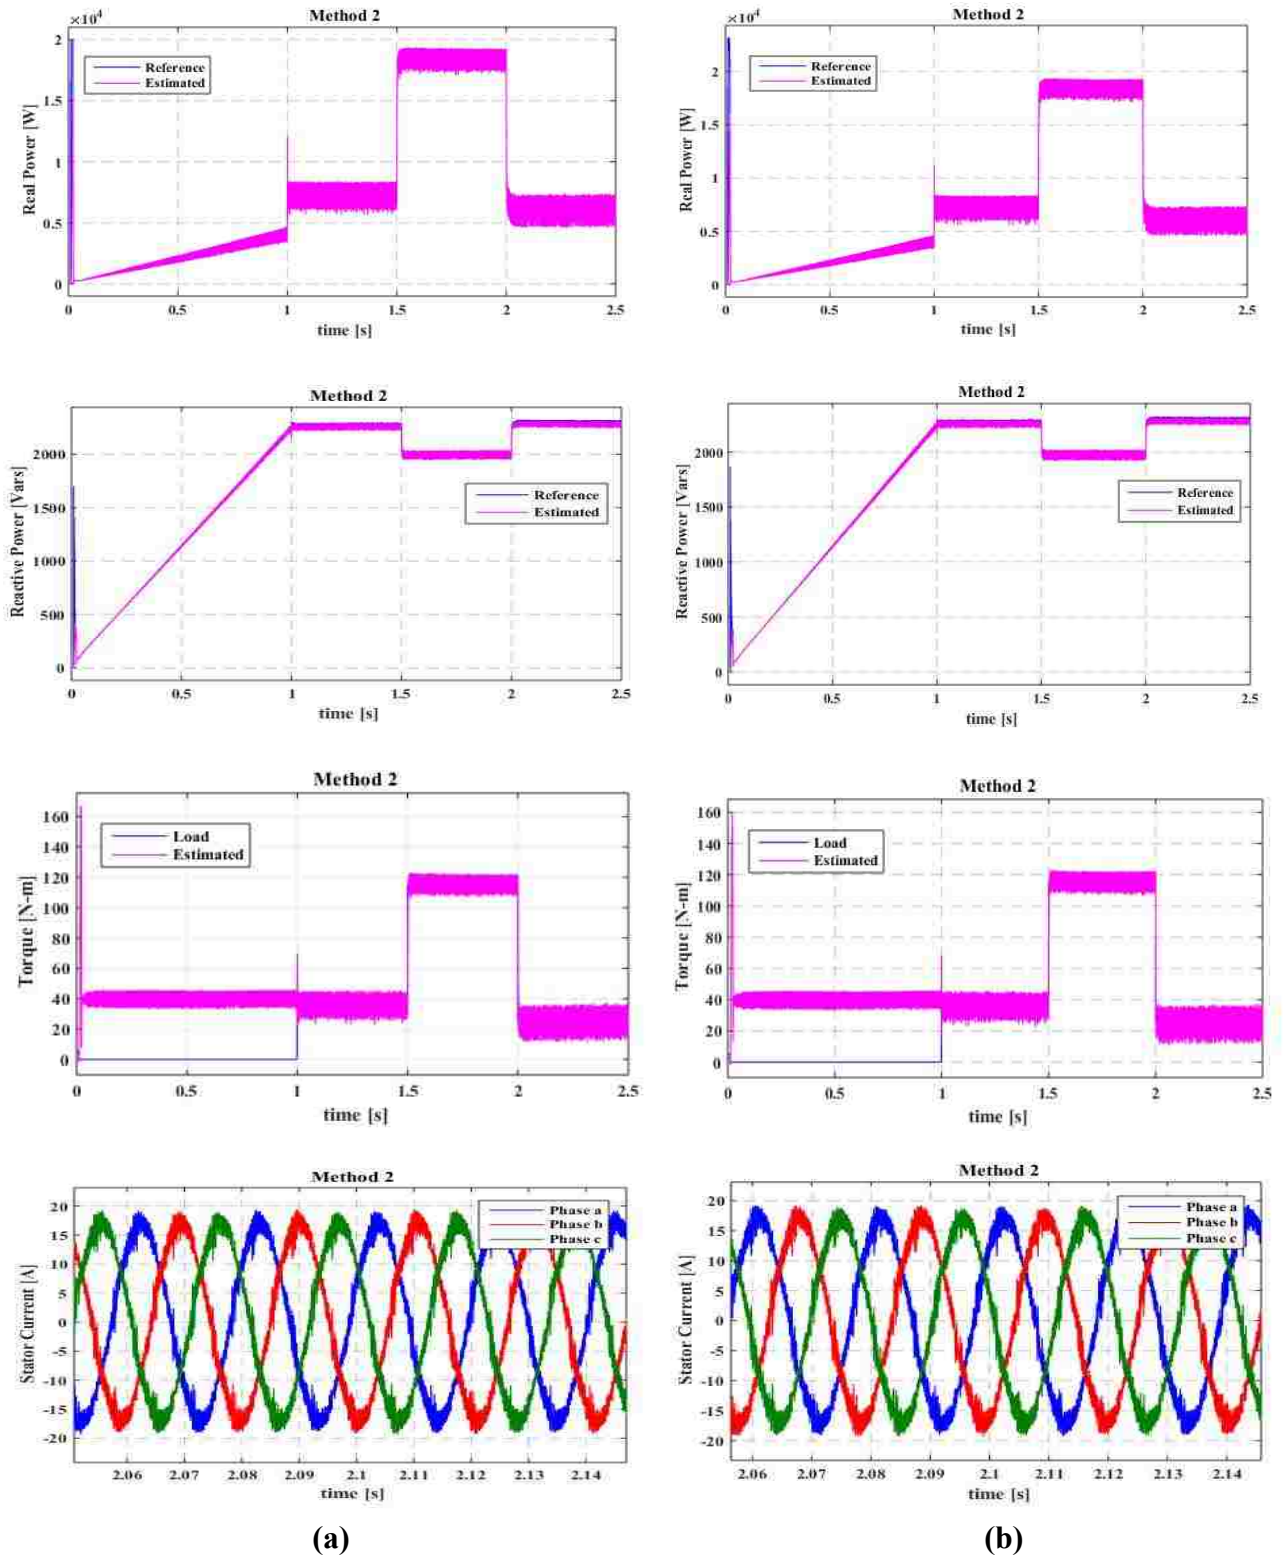 Method 2
×10⁴
Real Power [W]
2
1.5
1
0.5
0
Reference
Estimated
0 0.5 1 1.5 2 2.5
time [s]
Method 2
×10⁴
Real Power [W]
2
1.5
1
0.5
0
Reference
Estimated
0 0.5 1 1.5 2 2.5
time [s]
Method 2
Reactive Power [Vars]
2000
1500
1000
500
0
Reference
Estimated
0 0.5 1 1.5 2 2.5
time [s]
Method 2
Reactive Power [Vars]
2000
1500
1000
500
0
Reference
Estimated
0 0.5 1 1.5 2 2.5
time [s]
Method 2
Torque [N-m]
160
140
120
100
80
60
40
20
0
Load
Estimated
0 0.5 1 1.5 2 2.5
time [s]
Method 2
Torque [N-m]
160
140
120
100
80
60
40
20
0
Load
Estimated
0 0.5 1 1.5 2 2.5
time [s]
Method 2
Stator Current [A]
20
15
10
5
0
-5
-10
-15
-20
Phase a
Phase b
Phase c
2.06 2.07 2.08 2.09 2.1 2.11 2.12 2.13 2.14
time [s]
Method 2
Stator Current [A]
20
15
10
5
0
-5
-10
-15
-20
Phase a
Phase b
Phase c
2.06 2.07 2.08 2.09 2.1 2.11 2.12 2.13 2.14
time [s]
(a)
(b)